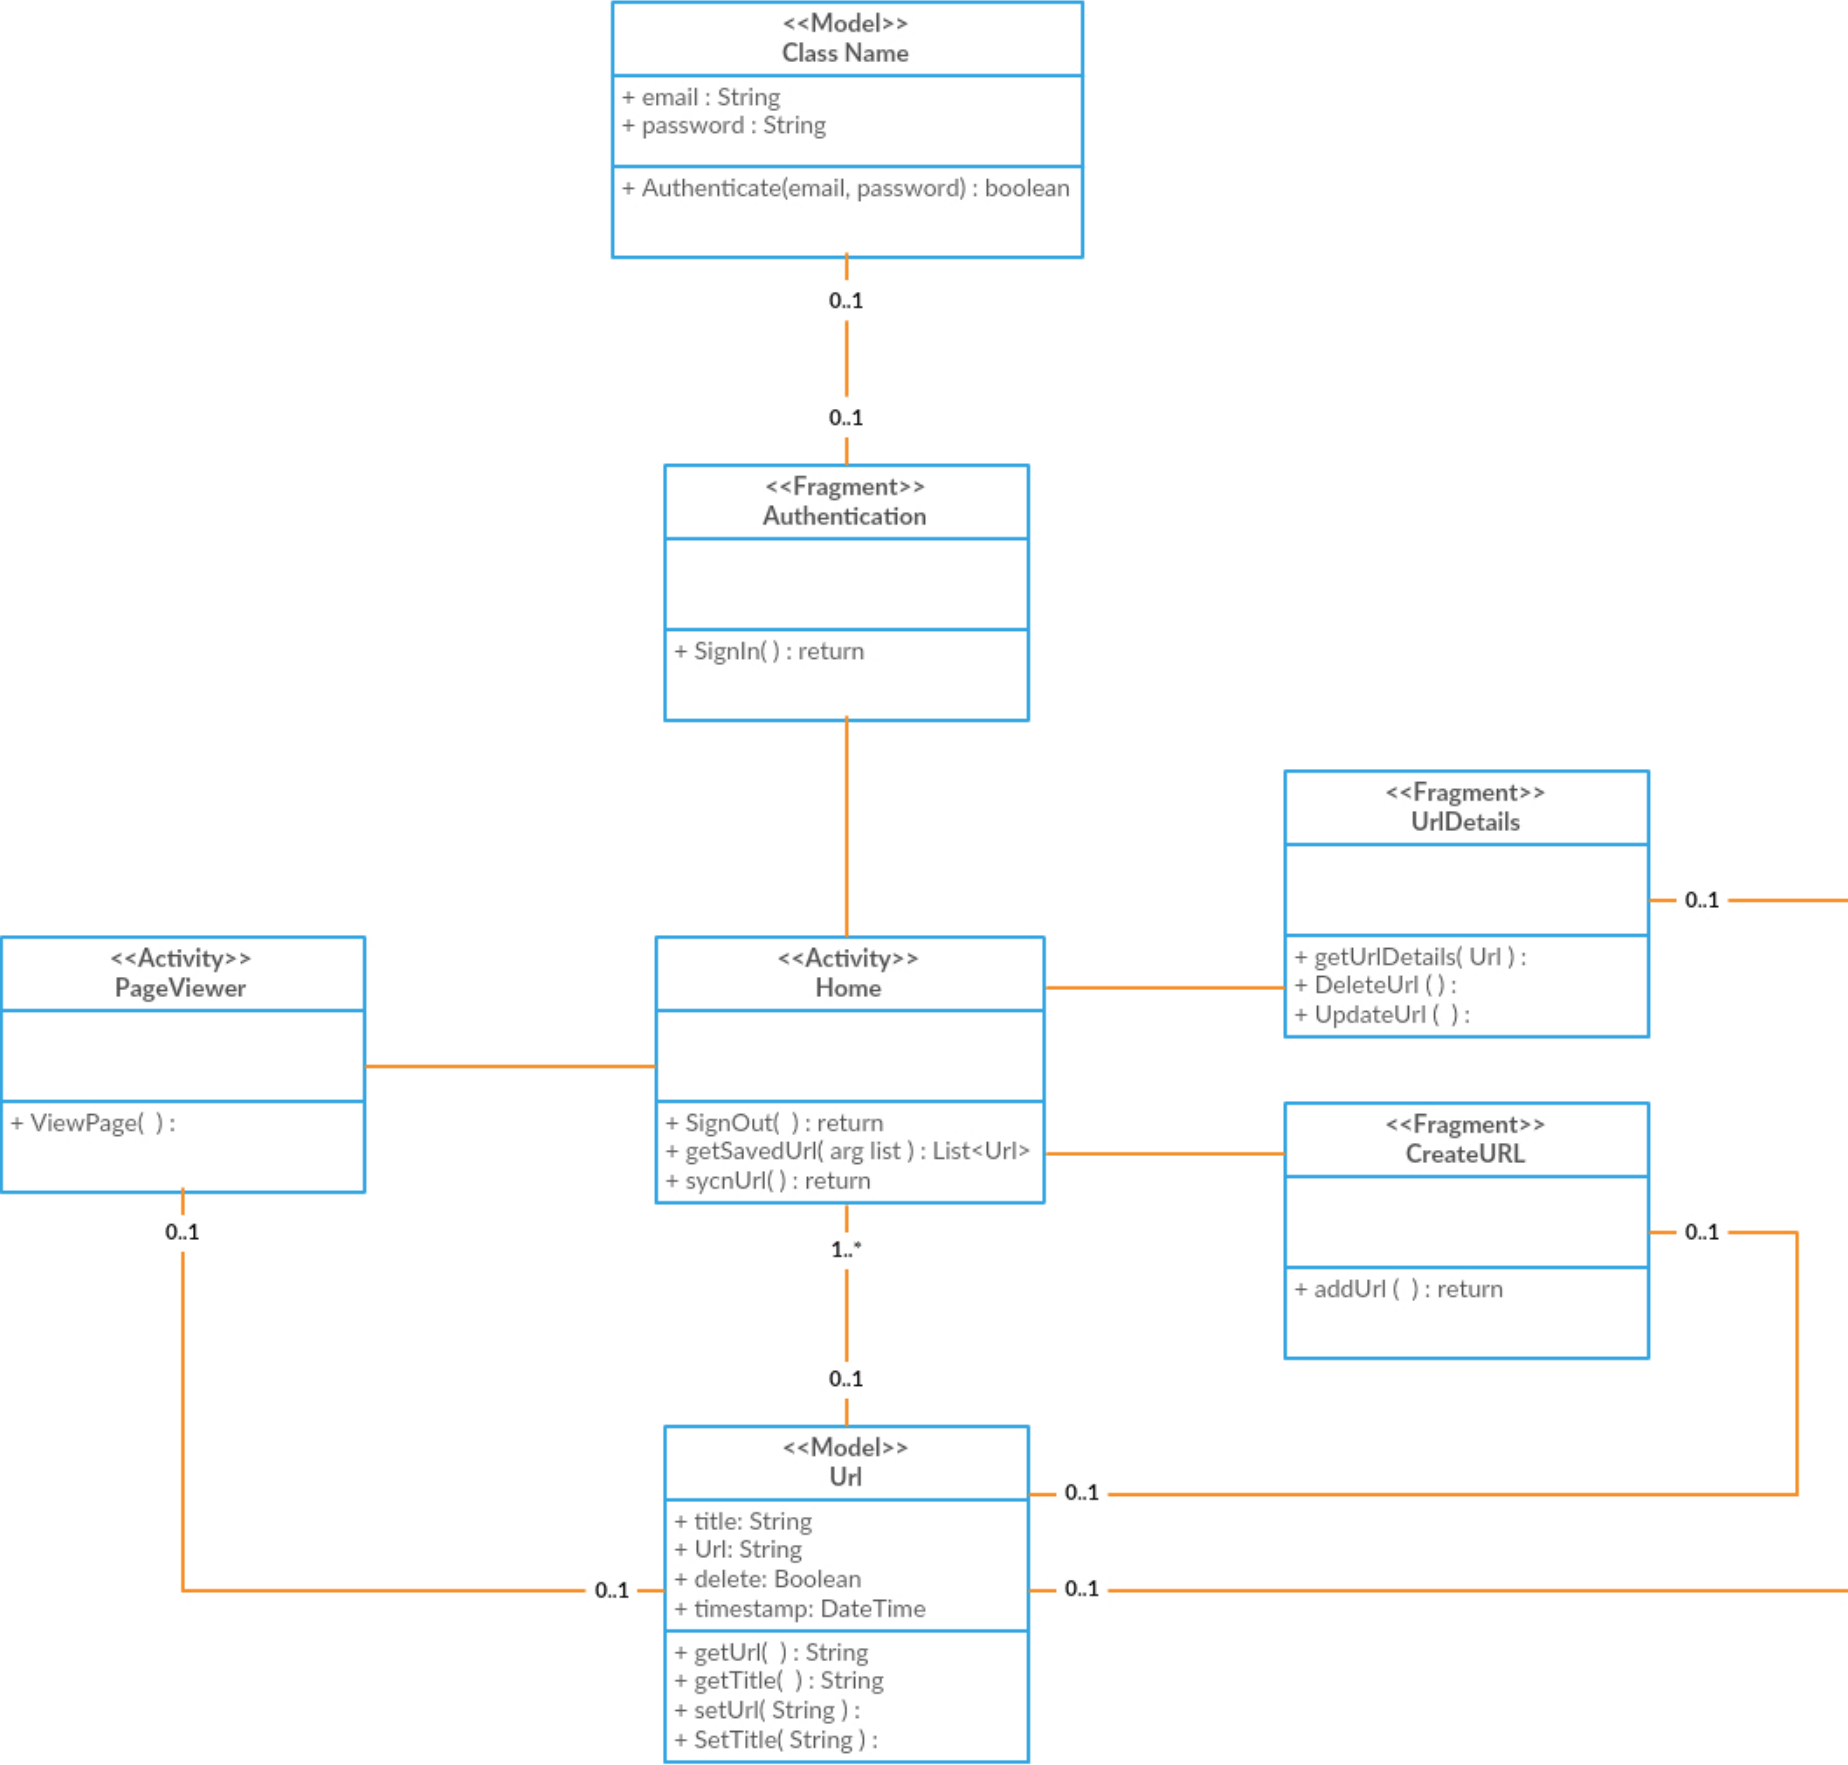 <<Model>>
Class Name
+ email : String
+ password : String
+ Authenticate(email, password) : boolean
0..1
0..1
<<Fragment>>
Authentication
+ SignIn( ) : return
<<Fragment>>
UrlDetails
+ getUrlDetails( Url ) :
+ DeleteUrl ( ) :
+ UpdateUrl (  ) :
0..1
<<Activity>>
PageViewer
+ ViewPage(  ) :
0..1
<<Activity>>
Home
+ SignOut(  ) : return
+ getSavedUrl( arg list ) : List<Url>
+ sycnUrl( ) : return
1..*
0..1
<<Fragment>>
CreateURL
+ addUrl (  ) : return
0..1
<<Model>>
Url
+ title: String
+ Url: String
+ delete: Boolean
+ timestamp: DateTime
+ getUrl(  ) : String
+ getTitle(  ) : String
+ setUrl( String ) :
+ SetTitle( String ) :
0..1
0..1
0..1